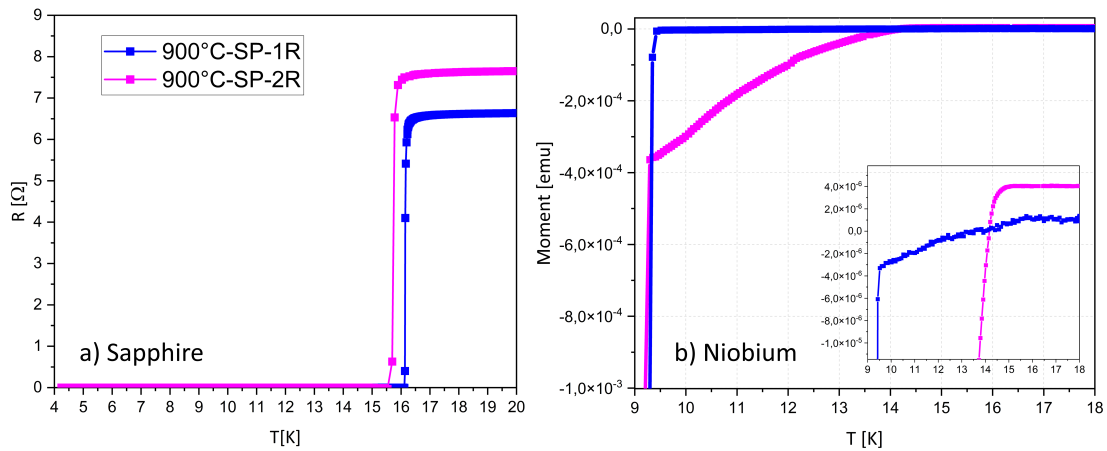 9
8
7
6
5
4
3
2
1
0
R [Ω]
900°C-SP-1R
900°C-SP-2R
a) Sapphire
4 5 6 7 8 9 10 11 12 13 14 15 16 17 18 19 20
T[K]
0,0
-2,0×10⁻⁴
-4,0×10⁻⁴
-6,0×10⁻⁴
-8,0×10⁻⁴
-1,0×10⁻³
Moment [emu]
4,0×10⁻⁶
2,0×10⁻⁶
0,0
-2,0×10⁻⁶
-4,0×10⁻⁶
-6,0×10⁻⁶
-8,0×10⁻⁶
-1,0×10⁻⁵
9 10 11 12 13 14 15 16 17 18
b) Niobium
9 10 11 12 13 14 15 16 17 18
T [K]